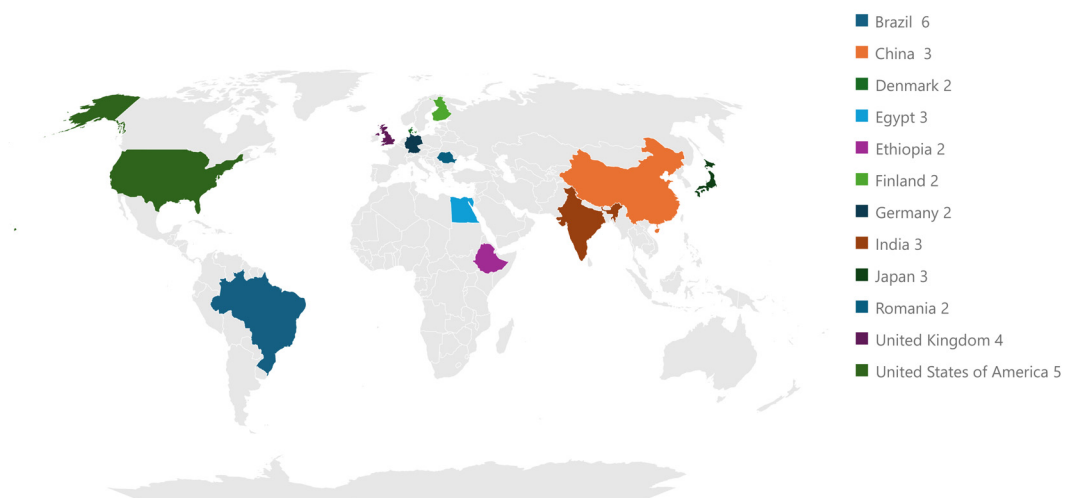 Brazil 6
China 3
Denmark 2
Egypt 3
Ethiopia 2
Finland 2
Germany 2
India 3
Japan 3
Romania 2
United Kingdom 4
United States of America 5